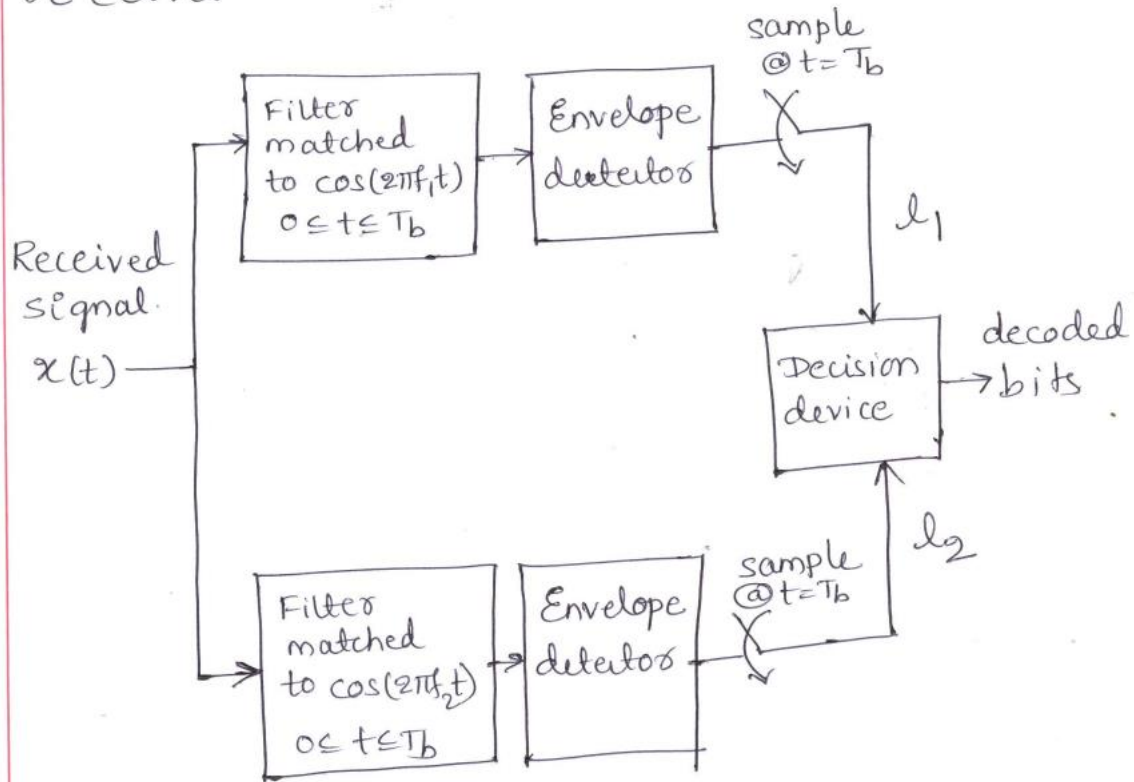 sample
@ t = Tb
Filter
matched
to cos(2πf₁t)
0 ≤ t ≤ Tb
Envelope
detector
l₁
Received
signal.
x(t)
Decision
device
decoded
bits
l₂
sample
@ t = Tb
Filter
matched
to cos(2πf₂t)
0 ≤ t ≤ Tb
Envelope
detector